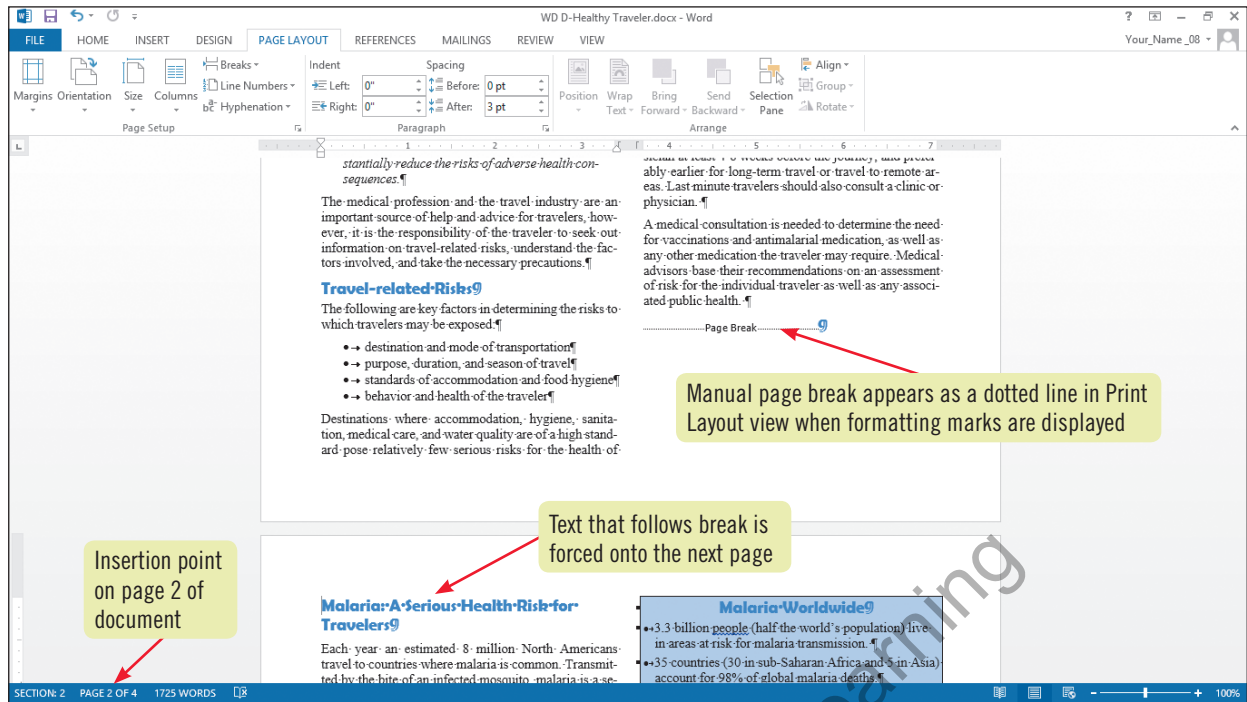 WD D-Healthy Traveler.docx - Word
FILE HOME INSERT DESIGN PAGE LAYOUT REFERENCES MAILINGS REVIEW VIEW Your_Name _08
Margins Orientation Size Columns
Breaks
Line Numbers
Hyphenation
Page Setup
Indent
Left: 0"
Right: 0"
Spacing
Before: 0 pt
After: 3 pt
Paragraph
Position Wrap Text Bring Forward Send Backward Selection Pane
Align
Group
Rotate
Arrange
1 2 3 4 5 6 7
stantially reduce the risks of adverse health con-
sequences.¶
The medical profession and the travel industry are an
important source of help and advice for travelers, how-
ever, it is the responsibility of the traveler to seek out
information on travel-related risks, understand the fac-
tors involved, and take the necessary precautions.¶
Travel-related Risks¶
The following are key factors in determining the risks to
which travelers may be exposed:¶
•→ destination and mode of transportation¶
•→ purpose, duration, and season of travel¶
•→ standards of accommodation and food hygiene¶
•→ behavior and health of the traveler¶
Destinations where accommodation, hygiene, sanita-
tion, medical care, and water quality are of a high stand-
ard pose relatively few serious risks for the health of
before the journey, and prefer-
ably earlier for long-term travel or travel to remote ar-
eas. Last minute travelers should also consult a clinic or
physician. ¶
A medical consultation is needed to determine the need
for vaccinations and antimalarial medication, as well as
any other medication the traveler may require. Medical
advisors base their recommendations on an assessment
of risk for the individual traveler as well as any associ-
ated public health. ¶
Page Break ¶
Manual page break appears as a dotted line in Print
Layout view when formatting marks are displayed
Text that follows break is
forced onto the next page
Insertion point
on page 2 of
document
Malaria: A Serious Health Risk for
Travelers¶
Each year an estimated 8 million North Americans
travel to countries where malaria is common. Transmit-
ted by the bite of an infected mosquito, malaria is a se-
Malaria Worldwide¶
•→3.3 billion people (half the world's population) live
in areas at risk for malaria transmission. ¶
•→35 countries (30 in sub-Saharan Africa and 5 in Asia)
account for 98% of global malaria deaths.¶
SECTION: 2 PAGE 2 OF 4 1725 WORDS 100%